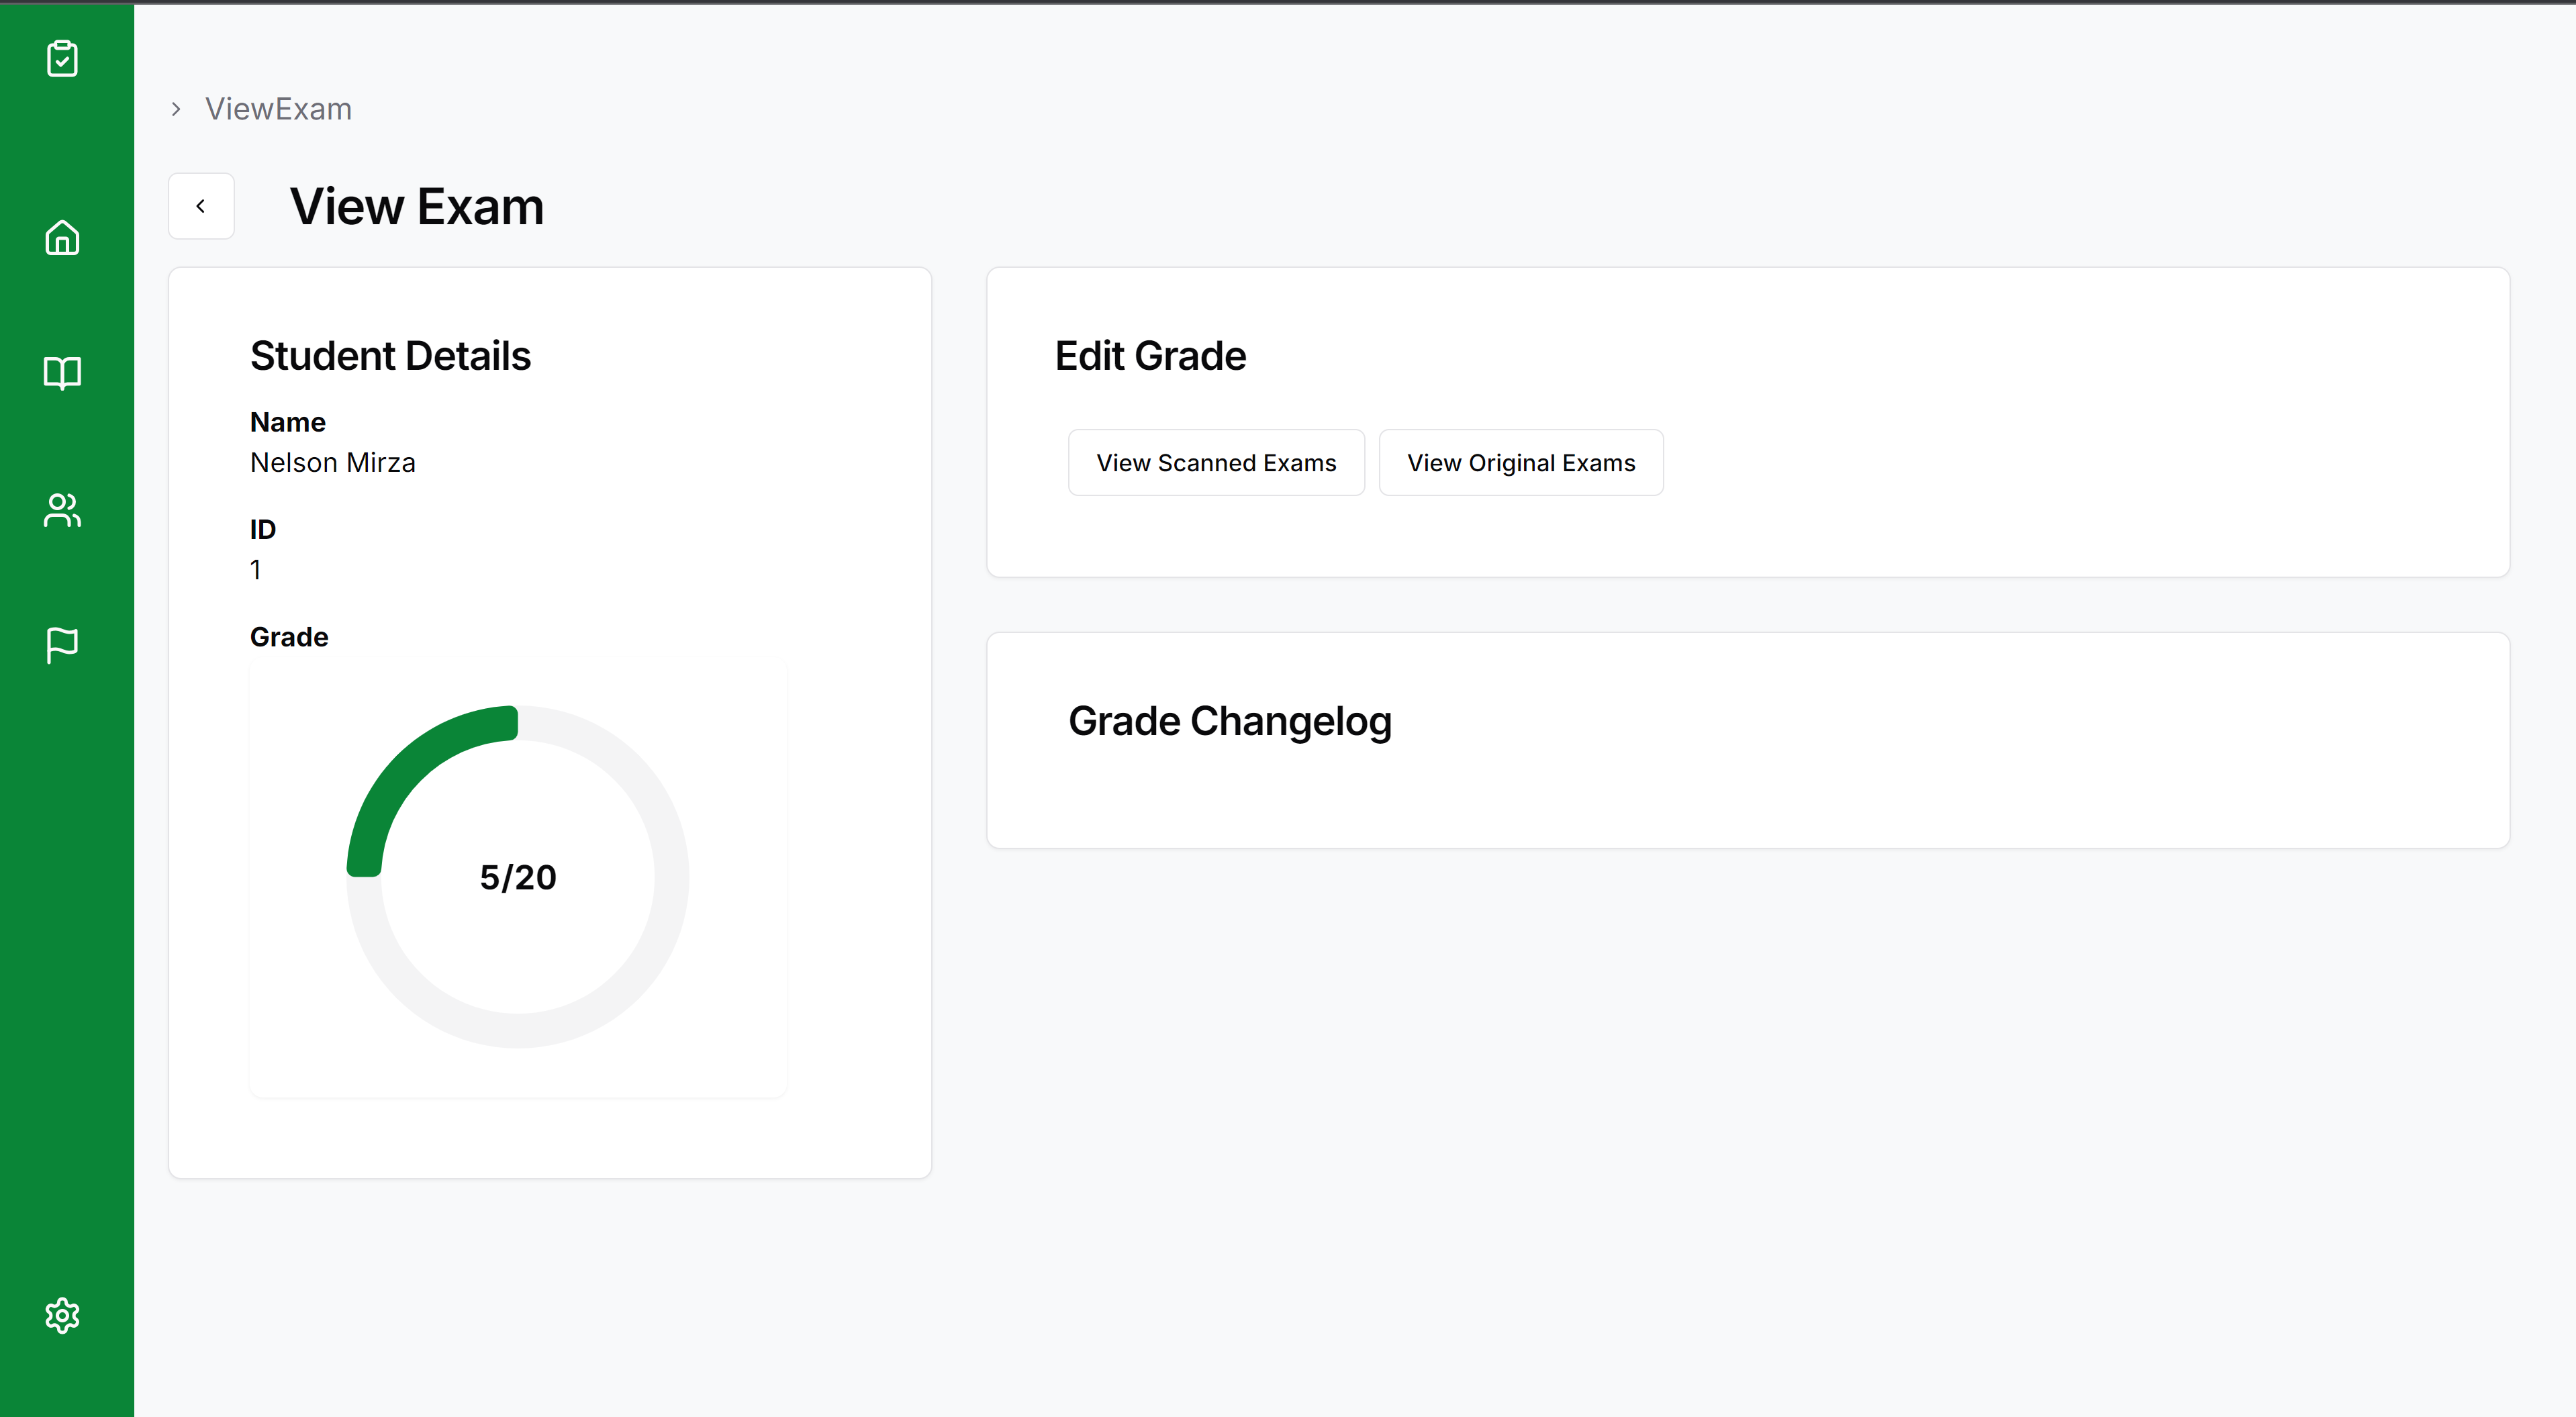 ViewExam
View Exam
Student Details
Name
Nelson Mirza
ID
1
Grade
5/20
Edit Grade
View Scanned Exams
View Original Exams
Grade Changelog